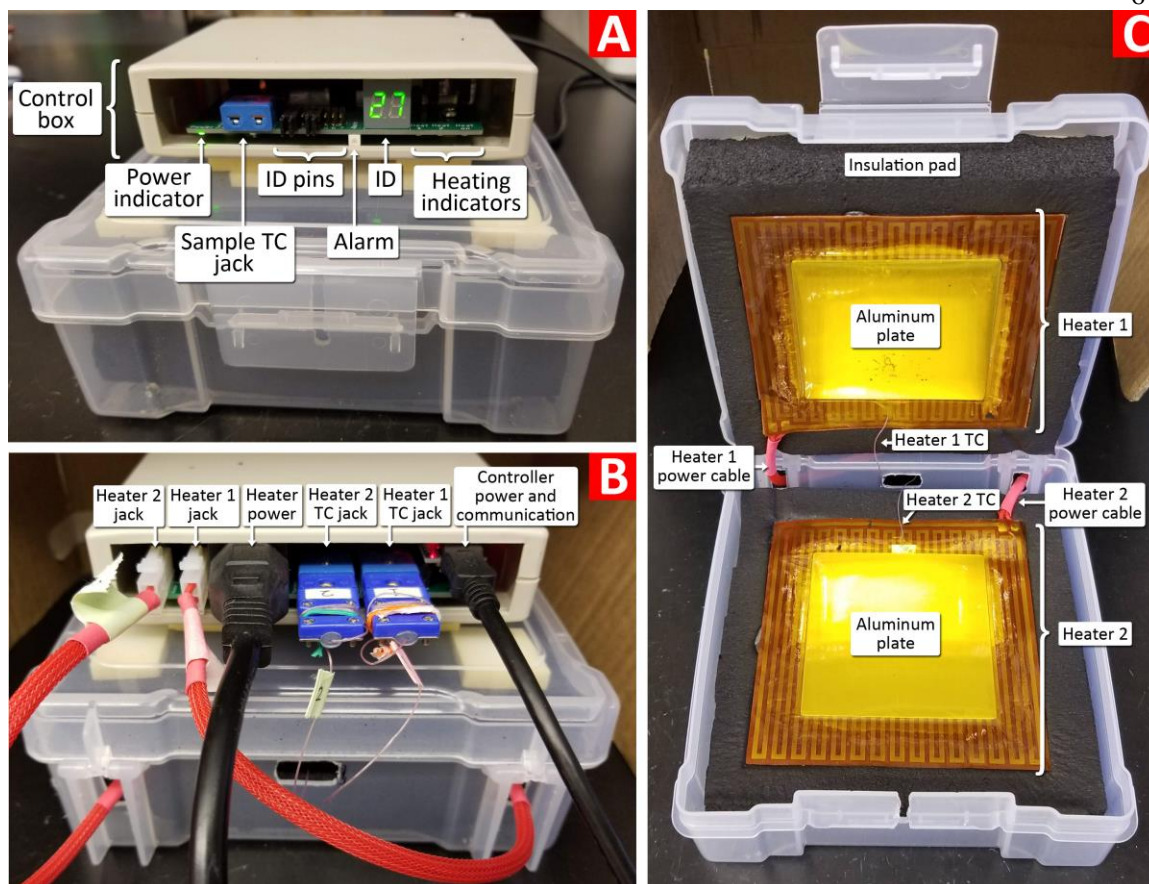 A
Control
box
27
Power
indicator
ID pins
ID
Heating
indicators
Sample TC
jack
Alarm
B
Heater 2
jack
Heater 1
jack
Heater
power
Heater 2
TC jack
Heater 1
TC jack
Controller
power and
communication
2
1
C
Insulation pad
Aluminum
plate
Heater 1
Heater 1 TC
Heater 1
power cable
Heater 2 TC
Heater 2
power cable
Aluminum
plate
Heater 2